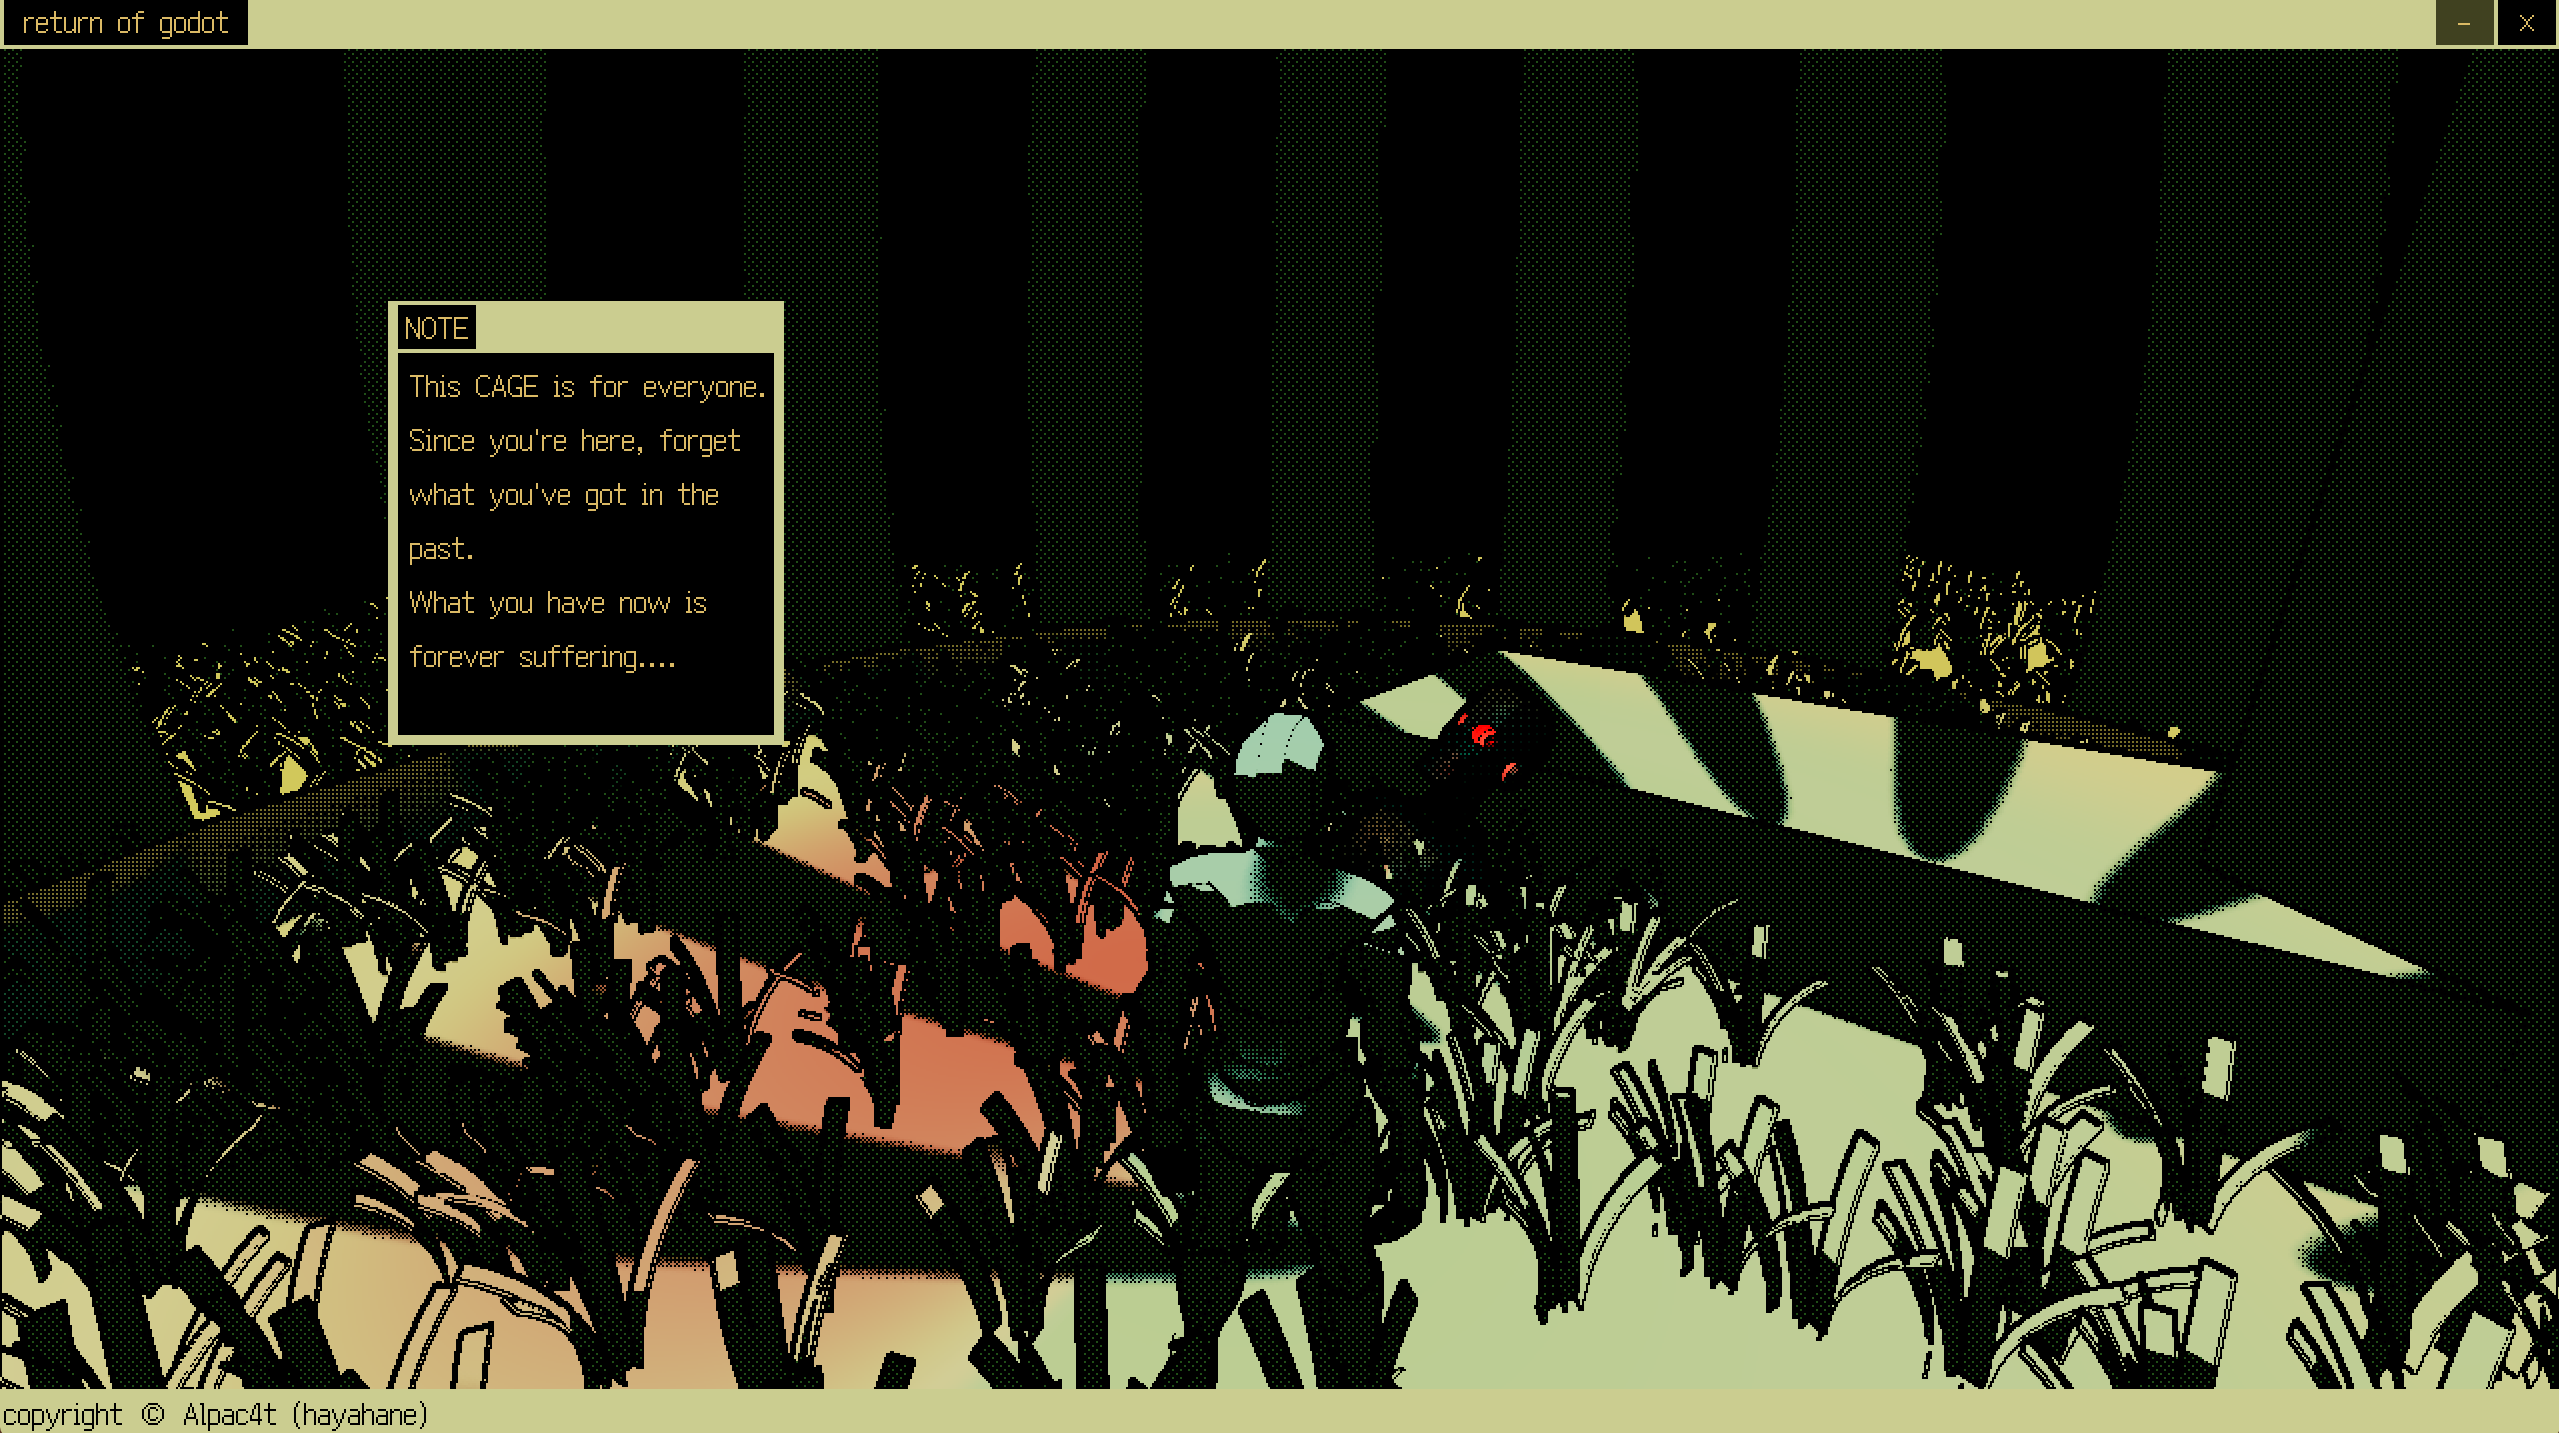 return of godot
- X
NOTE
This CAGE is for everyone.
Since you're here, forget
what you've got in the
past.
What you have now is
forever suffering....
copyright © Alpac4t (hayahane)